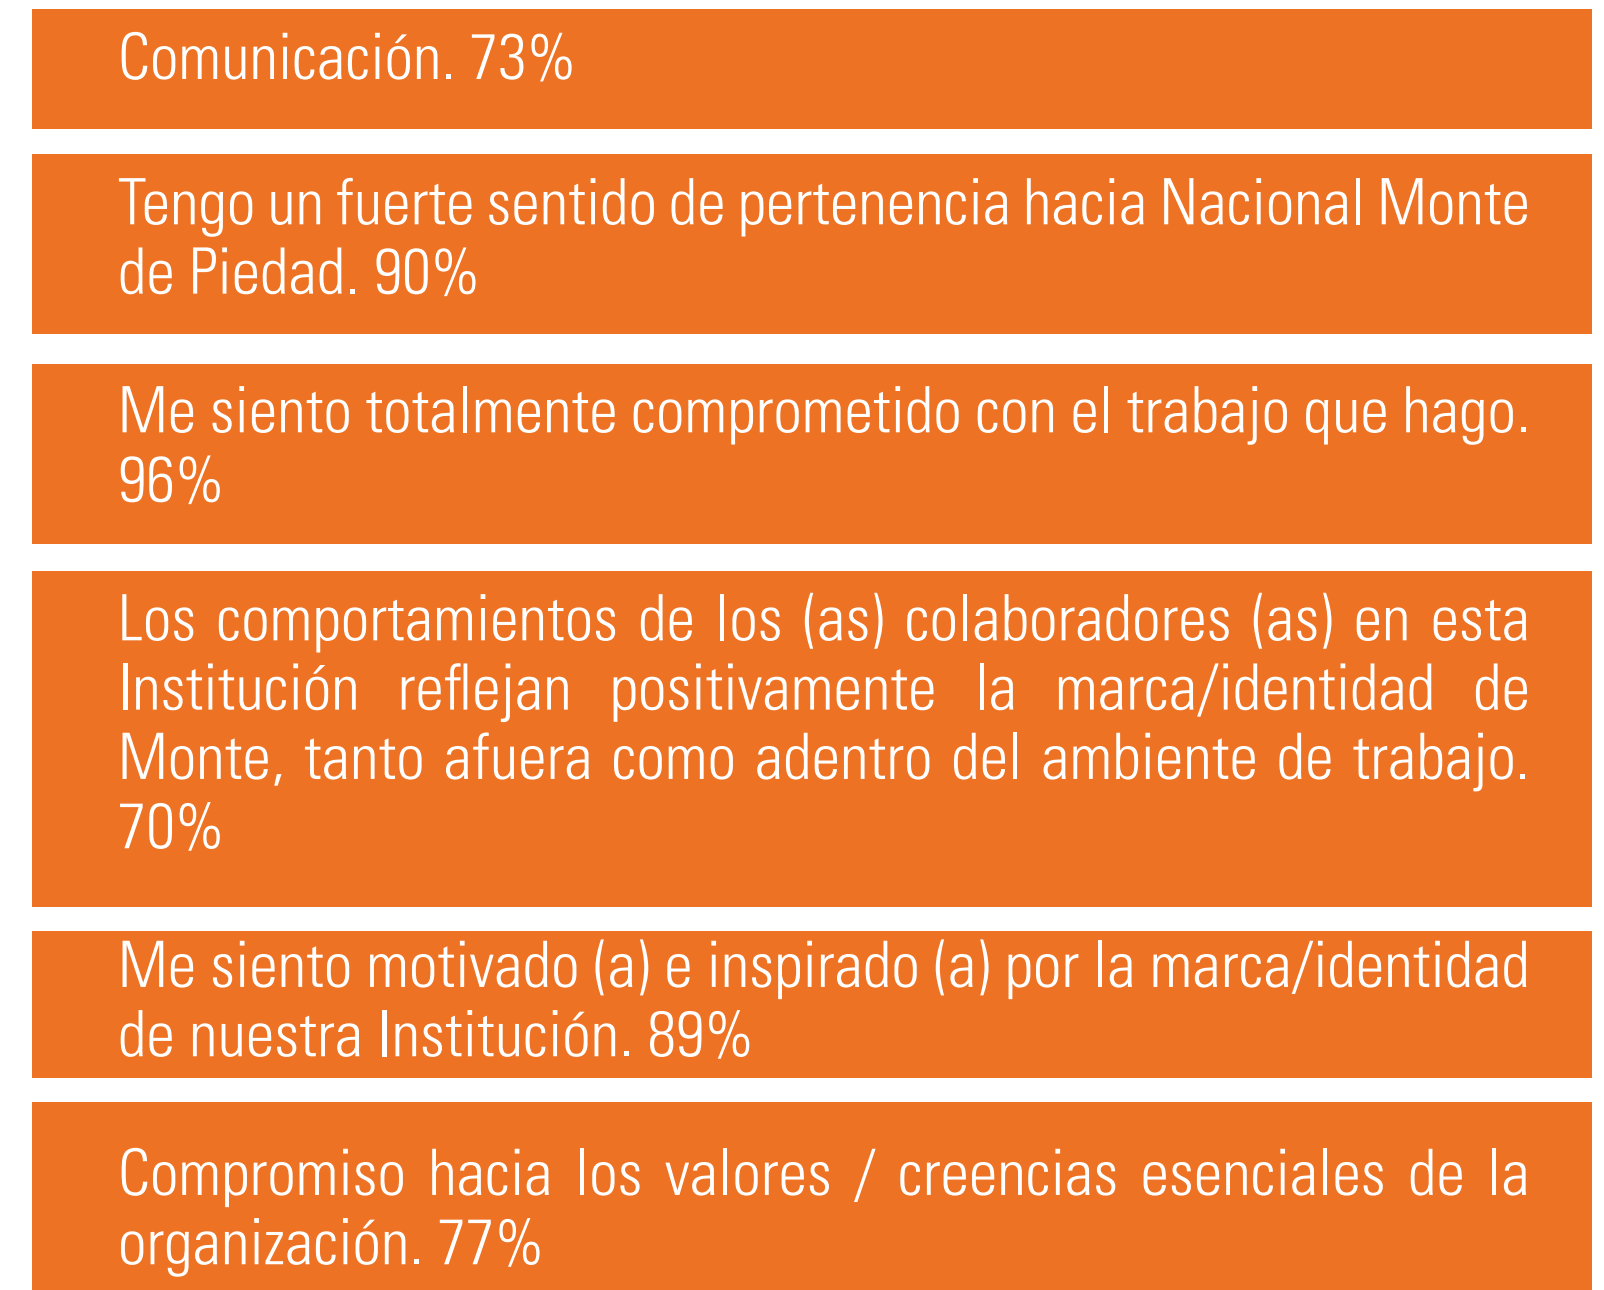 Comunicación. 73%
Tengo un fuerte sentido de pertenencia hacia Nacional Monte
de Piedad. 90%
Me siento totalmente comprometido con el trabajo que hago.
96%
Los comportamientos de los (as) colaboradores (as) en esta
Institución reflejan positivamente la marca/identidad de
Monte, tanto afuera como adentro del ambiente de trabajo.
70%
Me siento motivado (a) e inspirado (a) por la marca/identidad
de nuestra Institución. 89%
Compromiso hacia los valores / creencias esenciales de la
organización. 77%